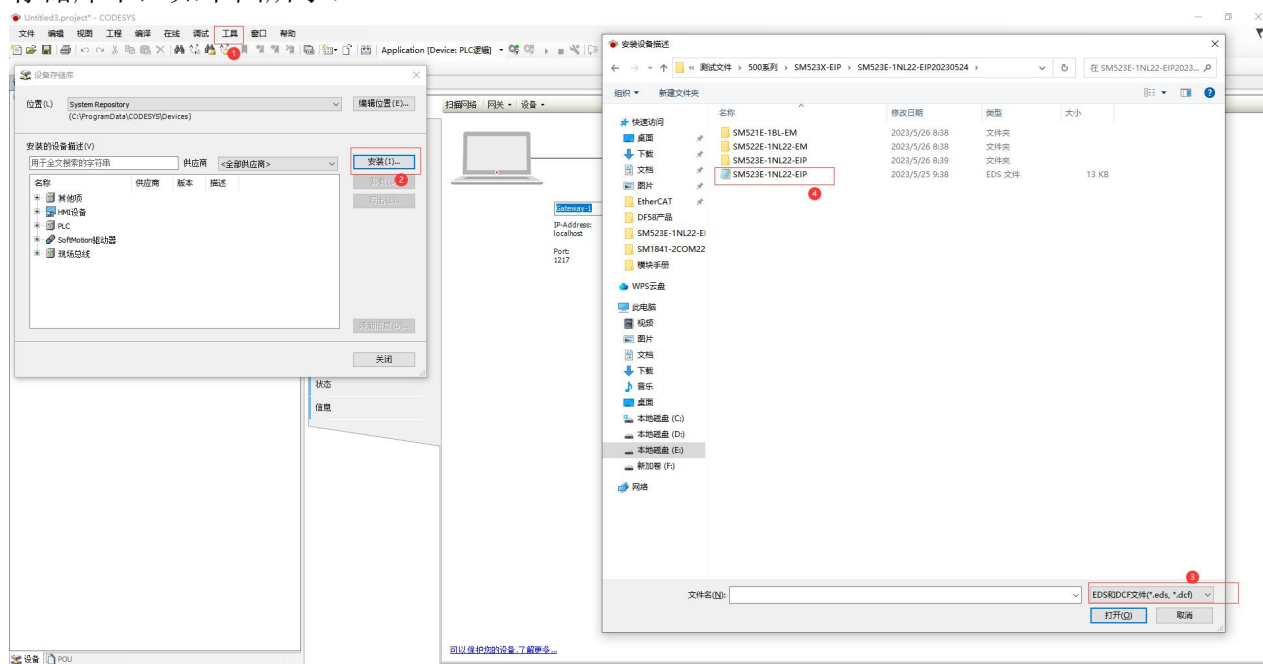 Untitled3.project* - CODESYS
文件 编辑 视图 工程 编译 在线 调试 工具 窗口 帮助
1
Application [Device: PLC逻辑]
设备存储库
位置(L) System Repository 编辑位置(E)...
(C:\ProgramData\CODESYS\Devices)
安装的设备描述(V)
用于全文搜索的字符串 供应商 <全部供应商> 安装(I)...
2
名称 供应商 版本 描述
其他项
HMI设备
PLC
SoftMotion驱动器
现场总线
详细信息(D)...
关闭
状态
信息
设备 POU
扫描网络 网关 设备
Gateway-1
IP-Address:
localhost
Port:
1217
可以保护您的设备.了解更多...
安装设备描述
« 测试文件 › 500系列 › SM523X-EIP › SM523E-1NL22-EIP20230524 › 在 SM523E-1NL22-EIP2023...
组织 新建文件夹
名称 修改日期 类型 大小
SM521E-1BL-EM 2023/5/26 8:38 文件夹
SM522E-1NL22-EM 2023/5/26 8:38 文件夹
SM523E-1NL22-EIP 2023/5/26 8:39 文件夹
SM523E-1NL22-EIP 2023/5/25 9:38 EDS 文件 13 KB
4
快速访问
桌面
下载
文档
图片
EtherCAT
DF58产品
SM523E-1NL22-EI
SM1841-2COM22
模块手册
WPS云盘
此电脑
视频
图片
文档
下载
音乐
桌面
本地磁盘 (C:)
本地磁盘 (D:)
本地磁盘 (E:)
新加卷 (F:)
网络
3
文件名(N): EDS和DCF文件(*.eds, *.dcf)
打开(O) 取消